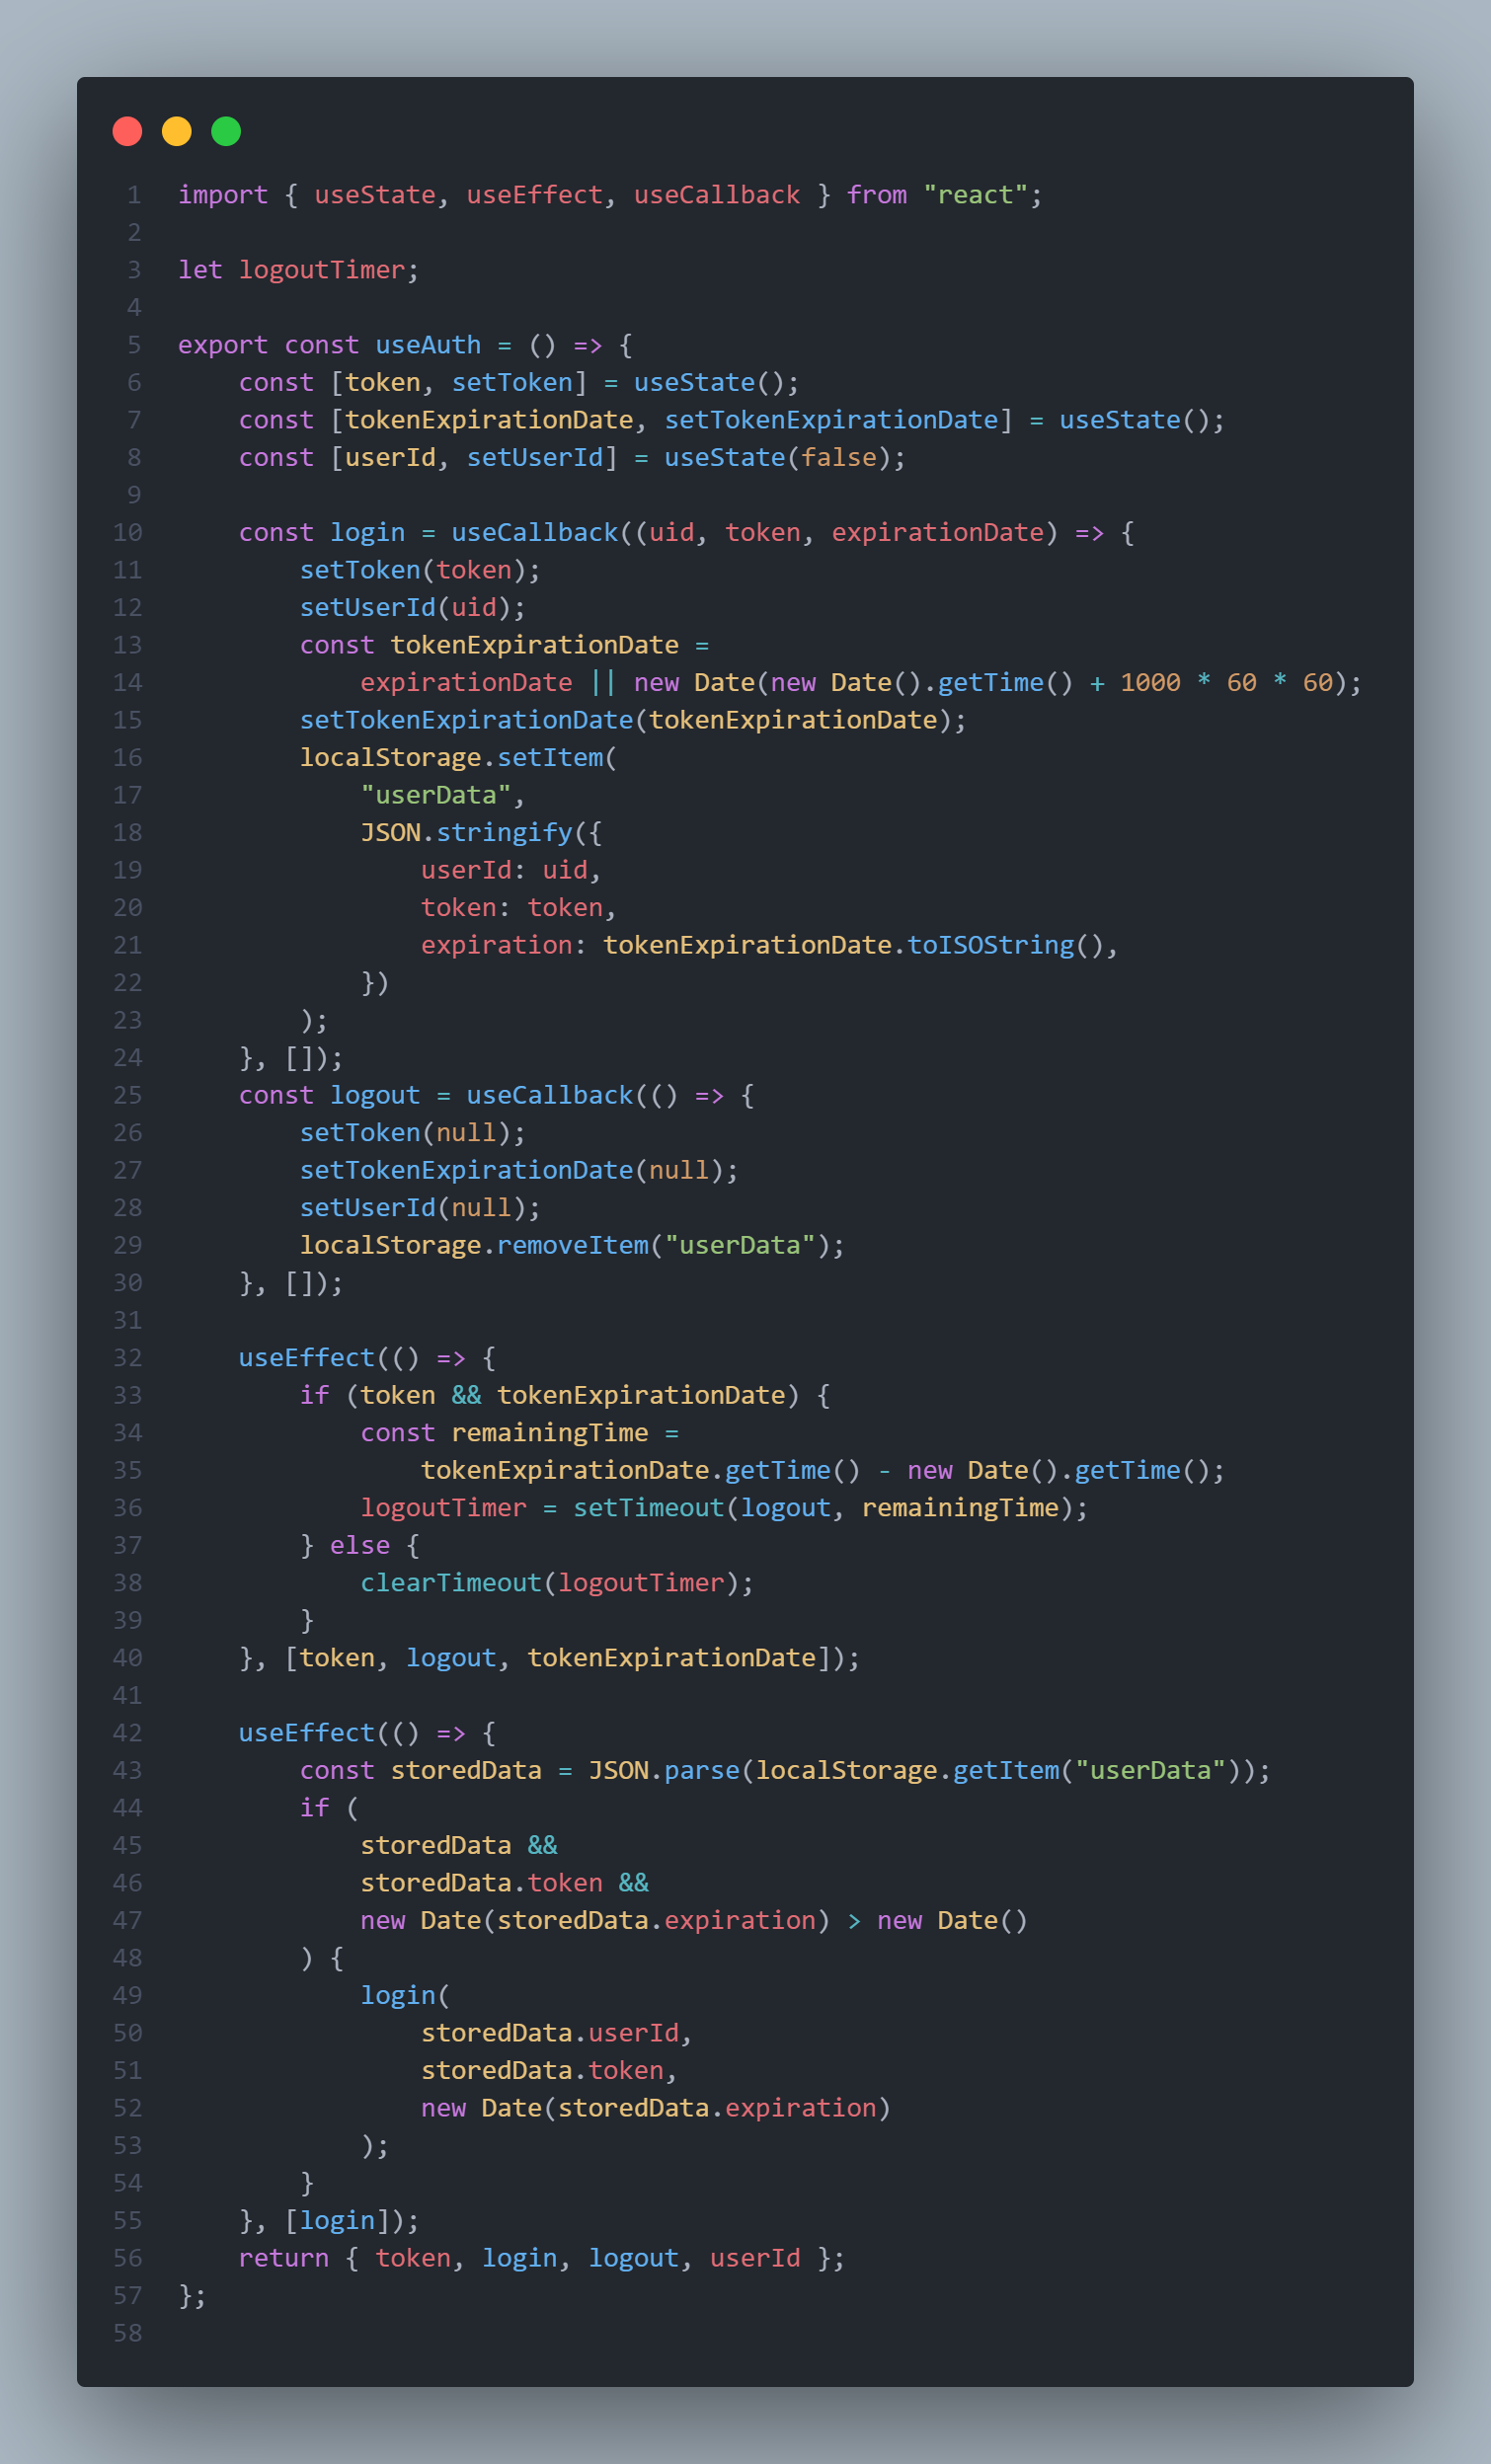 1 import { useState, useEffect, useCallback } from "react";
2
3 let logoutTimer;
4
5 export const useAuth = () => {
6     const [token, setToken] = useState();
7     const [tokenExpirationDate, setTokenExpirationDate] = useState();
8     const [userId, setUserId] = useState(false);
9
10     const login = useCallback((uid, token, expirationDate) => {
11         setToken(token);
12         setUserId(uid);
13         const tokenExpirationDate =
14             expirationDate || new Date(new Date().getTime() + 1000 * 60 * 60);
15         setTokenExpirationDate(tokenExpirationDate);
16         localStorage.setItem(
17             "userData",
18             JSON.stringify({
19                 userId: uid,
20                 token: token,
21                 expiration: tokenExpirationDate.toISOString(),
22             })
23         );
24     }, []);
25     const logout = useCallback(() => {
26         setToken(null);
27         setTokenExpirationDate(null);
28         setUserId(null);
29         localStorage.removeItem("userData");
30     }, []);
31
32     useEffect(() => {
33         if (token && tokenExpirationDate) {
34             const remainingTime =
35                 tokenExpirationDate.getTime() - new Date().getTime();
36             logoutTimer = setTimeout(logout, remainingTime);
37         } else {
38             clearTimeout(logoutTimer);
39         }
40     }, [token, logout, tokenExpirationDate]);
41
42     useEffect(() => {
43         const storedData = JSON.parse(localStorage.getItem("userData"));
44         if (
45             storedData &&
46             storedData.token &&
47             new Date(storedData.expiration) > new Date()
48         ) {
49             login(
50                 storedData.userId,
51                 storedData.token,
52                 new Date(storedData.expiration)
53             );
54         }
55     }, [login]);
56     return { token, login, logout, userId };
57 };
58